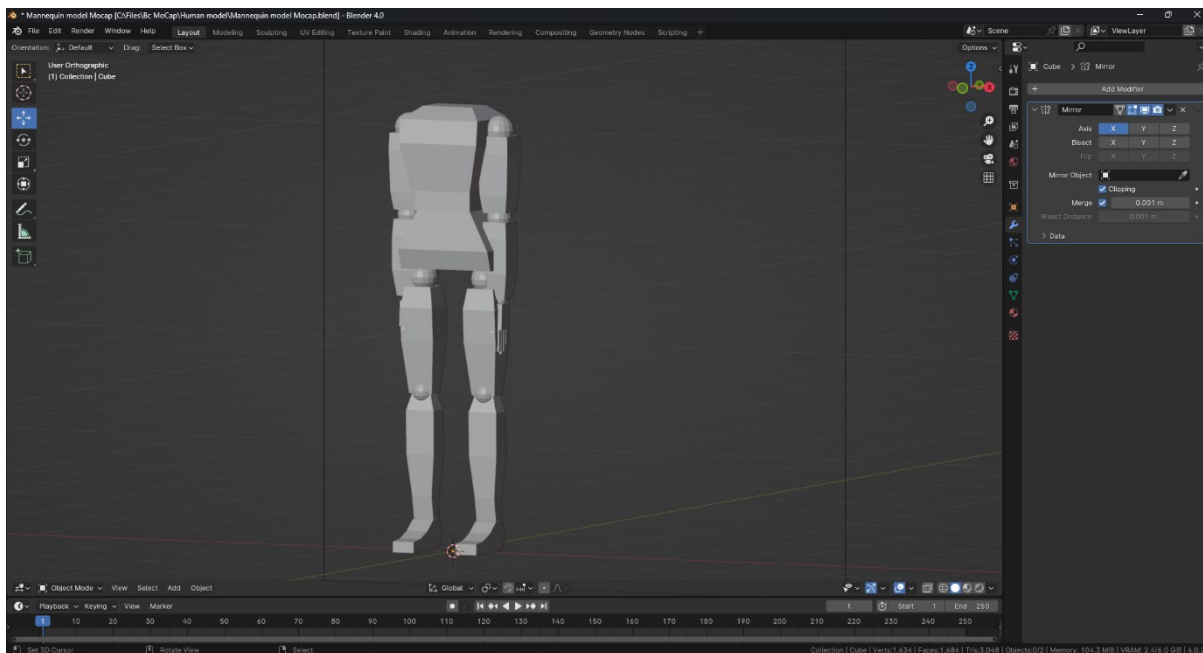 * Mannequin model Mocap [C:\Files\Bc MoCap\Human model\Mannequin model Mocap.blend] - Blender 4.0
File Edit Render Window Help Layout Modeling Sculpting UV Editing Texture Paint Shading Animation Rendering Compositing Geometry Nodes Scripting + Scene ViewLayer
Orientation: Default Drag: Select Box Options
User Orthographic
(1) Collection | Cube
Cube > Mirror
+ Add Modifier
Mirror
Axis X Y Z
Bisect X Y Z
Flip X Y Z
Mirror Object
Clipping
Merge 0.001 m
Bisect Distance 0.001 m
> Data
Object Mode View Select Add Object Global
Playback Keying View Marker 1 Start 1 End 250
1 10 20 30 40 50 60 70 80 90 100 110 120 130 140 150 160 170 180 190 200 210 220 230 240 250
Set 3D Cursor Rotate View Select Collection | Cube | Verts:1,634 | Faces:1,684 | Tris:3,048 | Objects:0/2 | Memory: 104.3 MiB | VRAM: 2.4/6.0 GiB | 4.0